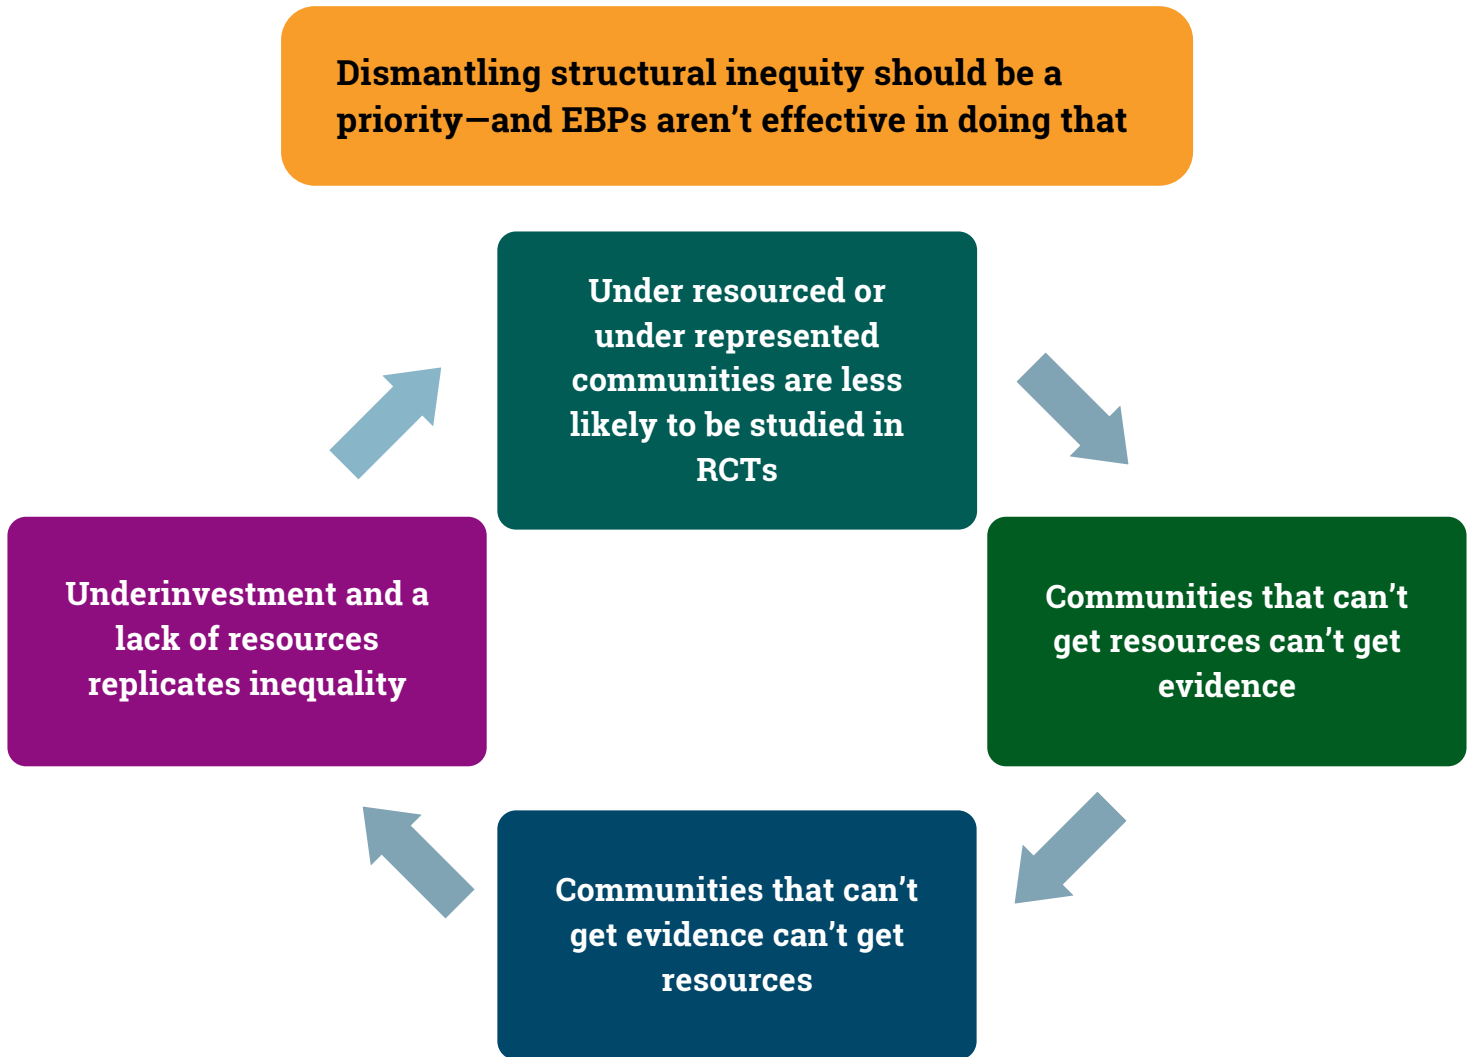 Dismantling structural inequity should be a
priority—and EBPs aren’t effective in doing that
Under resourced or
under represented
communities are less
likely to be studied in
RCTs
Communities that can’t
get resources can’t get
evidence
Communities that can’t
get evidence can’t get
resources
Underinvestment and a
lack of resources
replicates inequality